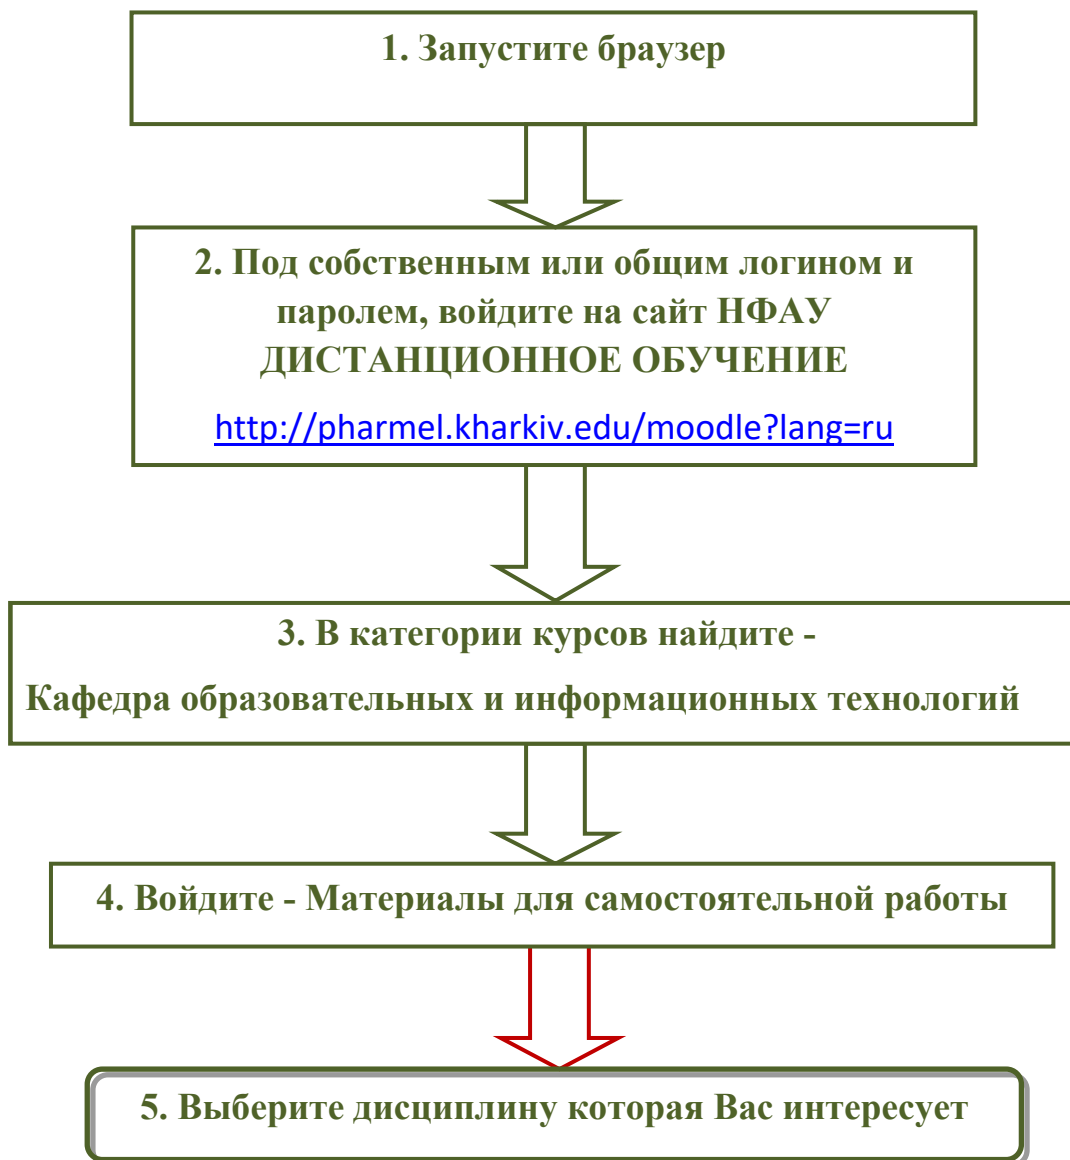 1. Запустите браузер
2. Под собственным или общим логином и
паролем, войдите на сайт НФАУ
ДИСТАНЦИОННОЕ ОБУЧЕНИЕ
http://pharmel.kharkiv.edu/moodle?lang=ru
3. В категории курсов найдите -
Кафедра образовательных и информационных технологий
4. Войдите - Материалы для самостоятельной работы
5. Выберите дисциплину которая Вас интересует